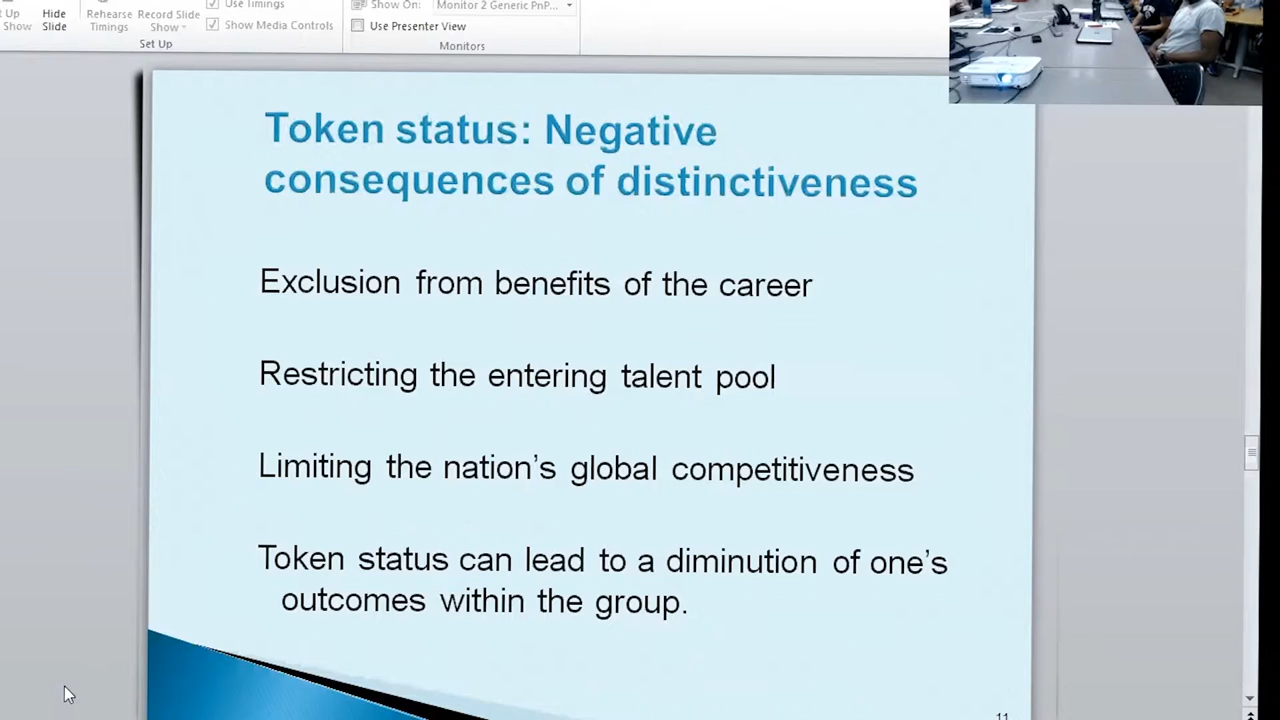 Set Up
Show
Hide
Slide
Rehearse
Timings
Record Slide
Show
Use Timings
Show Media Controls
Set Up
Show On:
Monitor 2 Generic PnP...
Use Presenter View
Monitors
Token status: Negative
consequences of distinctiveness
Exclusion from benefits of the career
Restricting the entering talent pool
Limiting the nation's global competitiveness
Token status can lead to a diminution of one's
outcomes within the group.
11